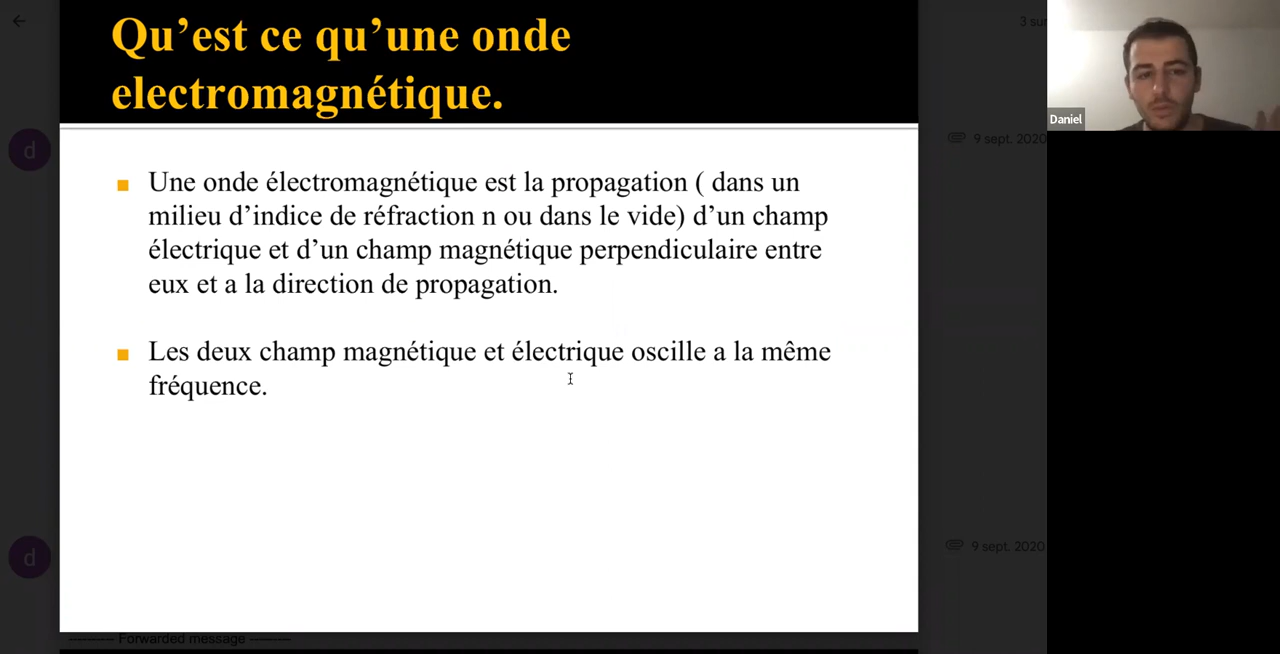 Qu’est ce qu’une onde
electromagnétique.
Une onde électromagnétique est la propagation ( dans un
milieu d’indice de réfraction n ou dans le vide) d’un champ
électrique et d’un champ magnétique perpendiculaire entre
eux et a la direction de propagation.
Les deux champ magnétique et électrique oscille a la même
fréquence.
3 sur
Daniel
d
9 sept. 2020
d
9 sept. 2020
---------- Forwarded message ---------